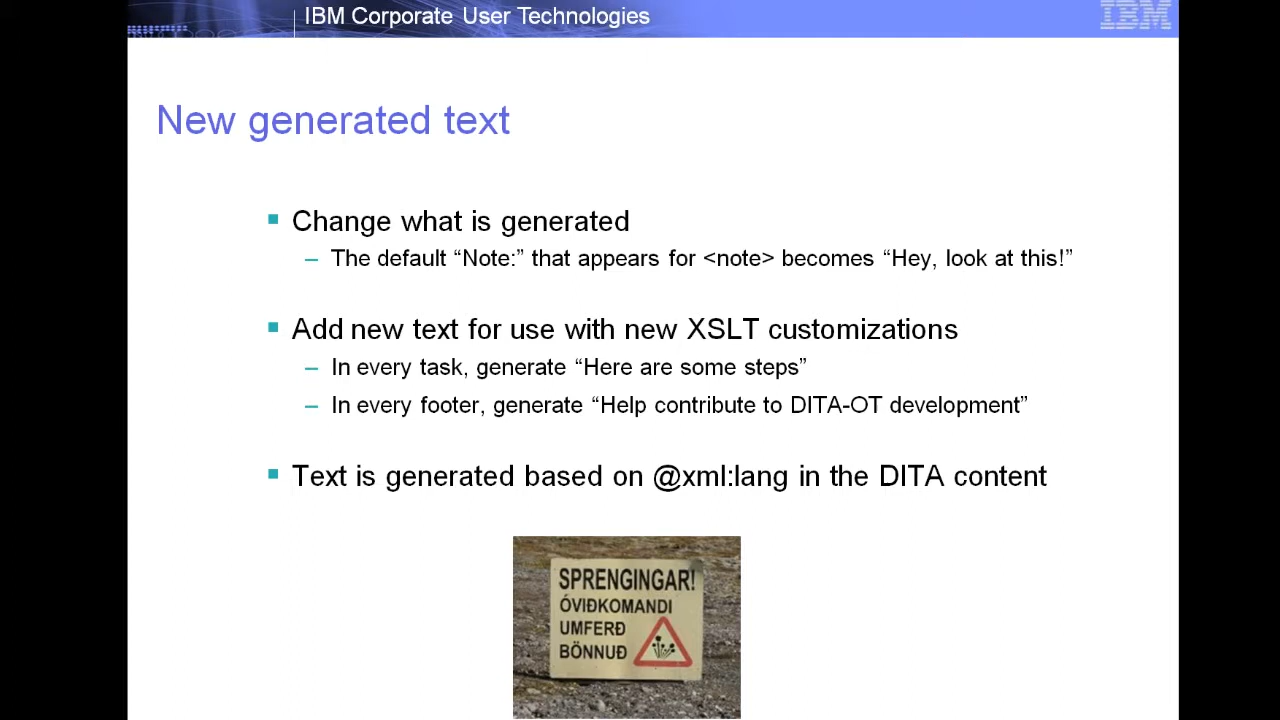 IBM Corporate User Technologies
IBM
New generated text
Change what is generated
– The default “Note:” that appears for <note> becomes “Hey, look at this!”
Add new text for use with new XSLT customizations
– In every task, generate “Here are some steps”
– In every footer, generate “Help contribute to DITA-OT development”
Text is generated based on @xml:lang in the DITA content
SPRENGINGAR!
ÓVIÐKOMANDI
UMFERÐ
BÖNNUÐ